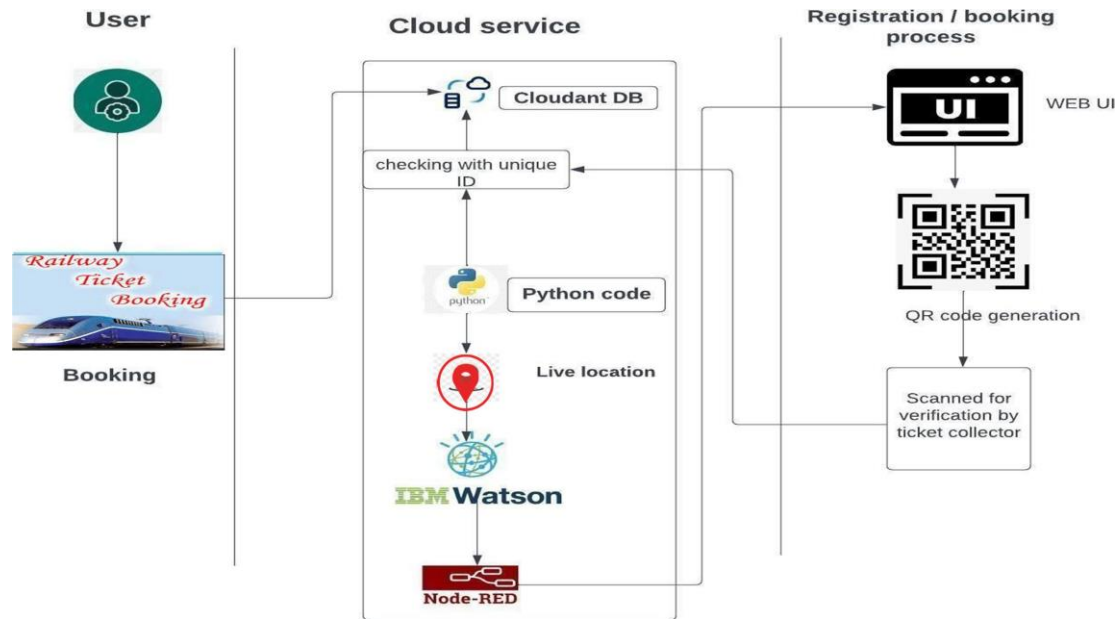 User
Cloud service
Registration / booking
process
Cloudant DB
UI
WEB UI
checking with unique
ID
Railway
Ticket
Booking
python
Python code
QR code generation
Booking
Live location
Scanned for
verification by
ticket collector
IBM Watson
Node-RED